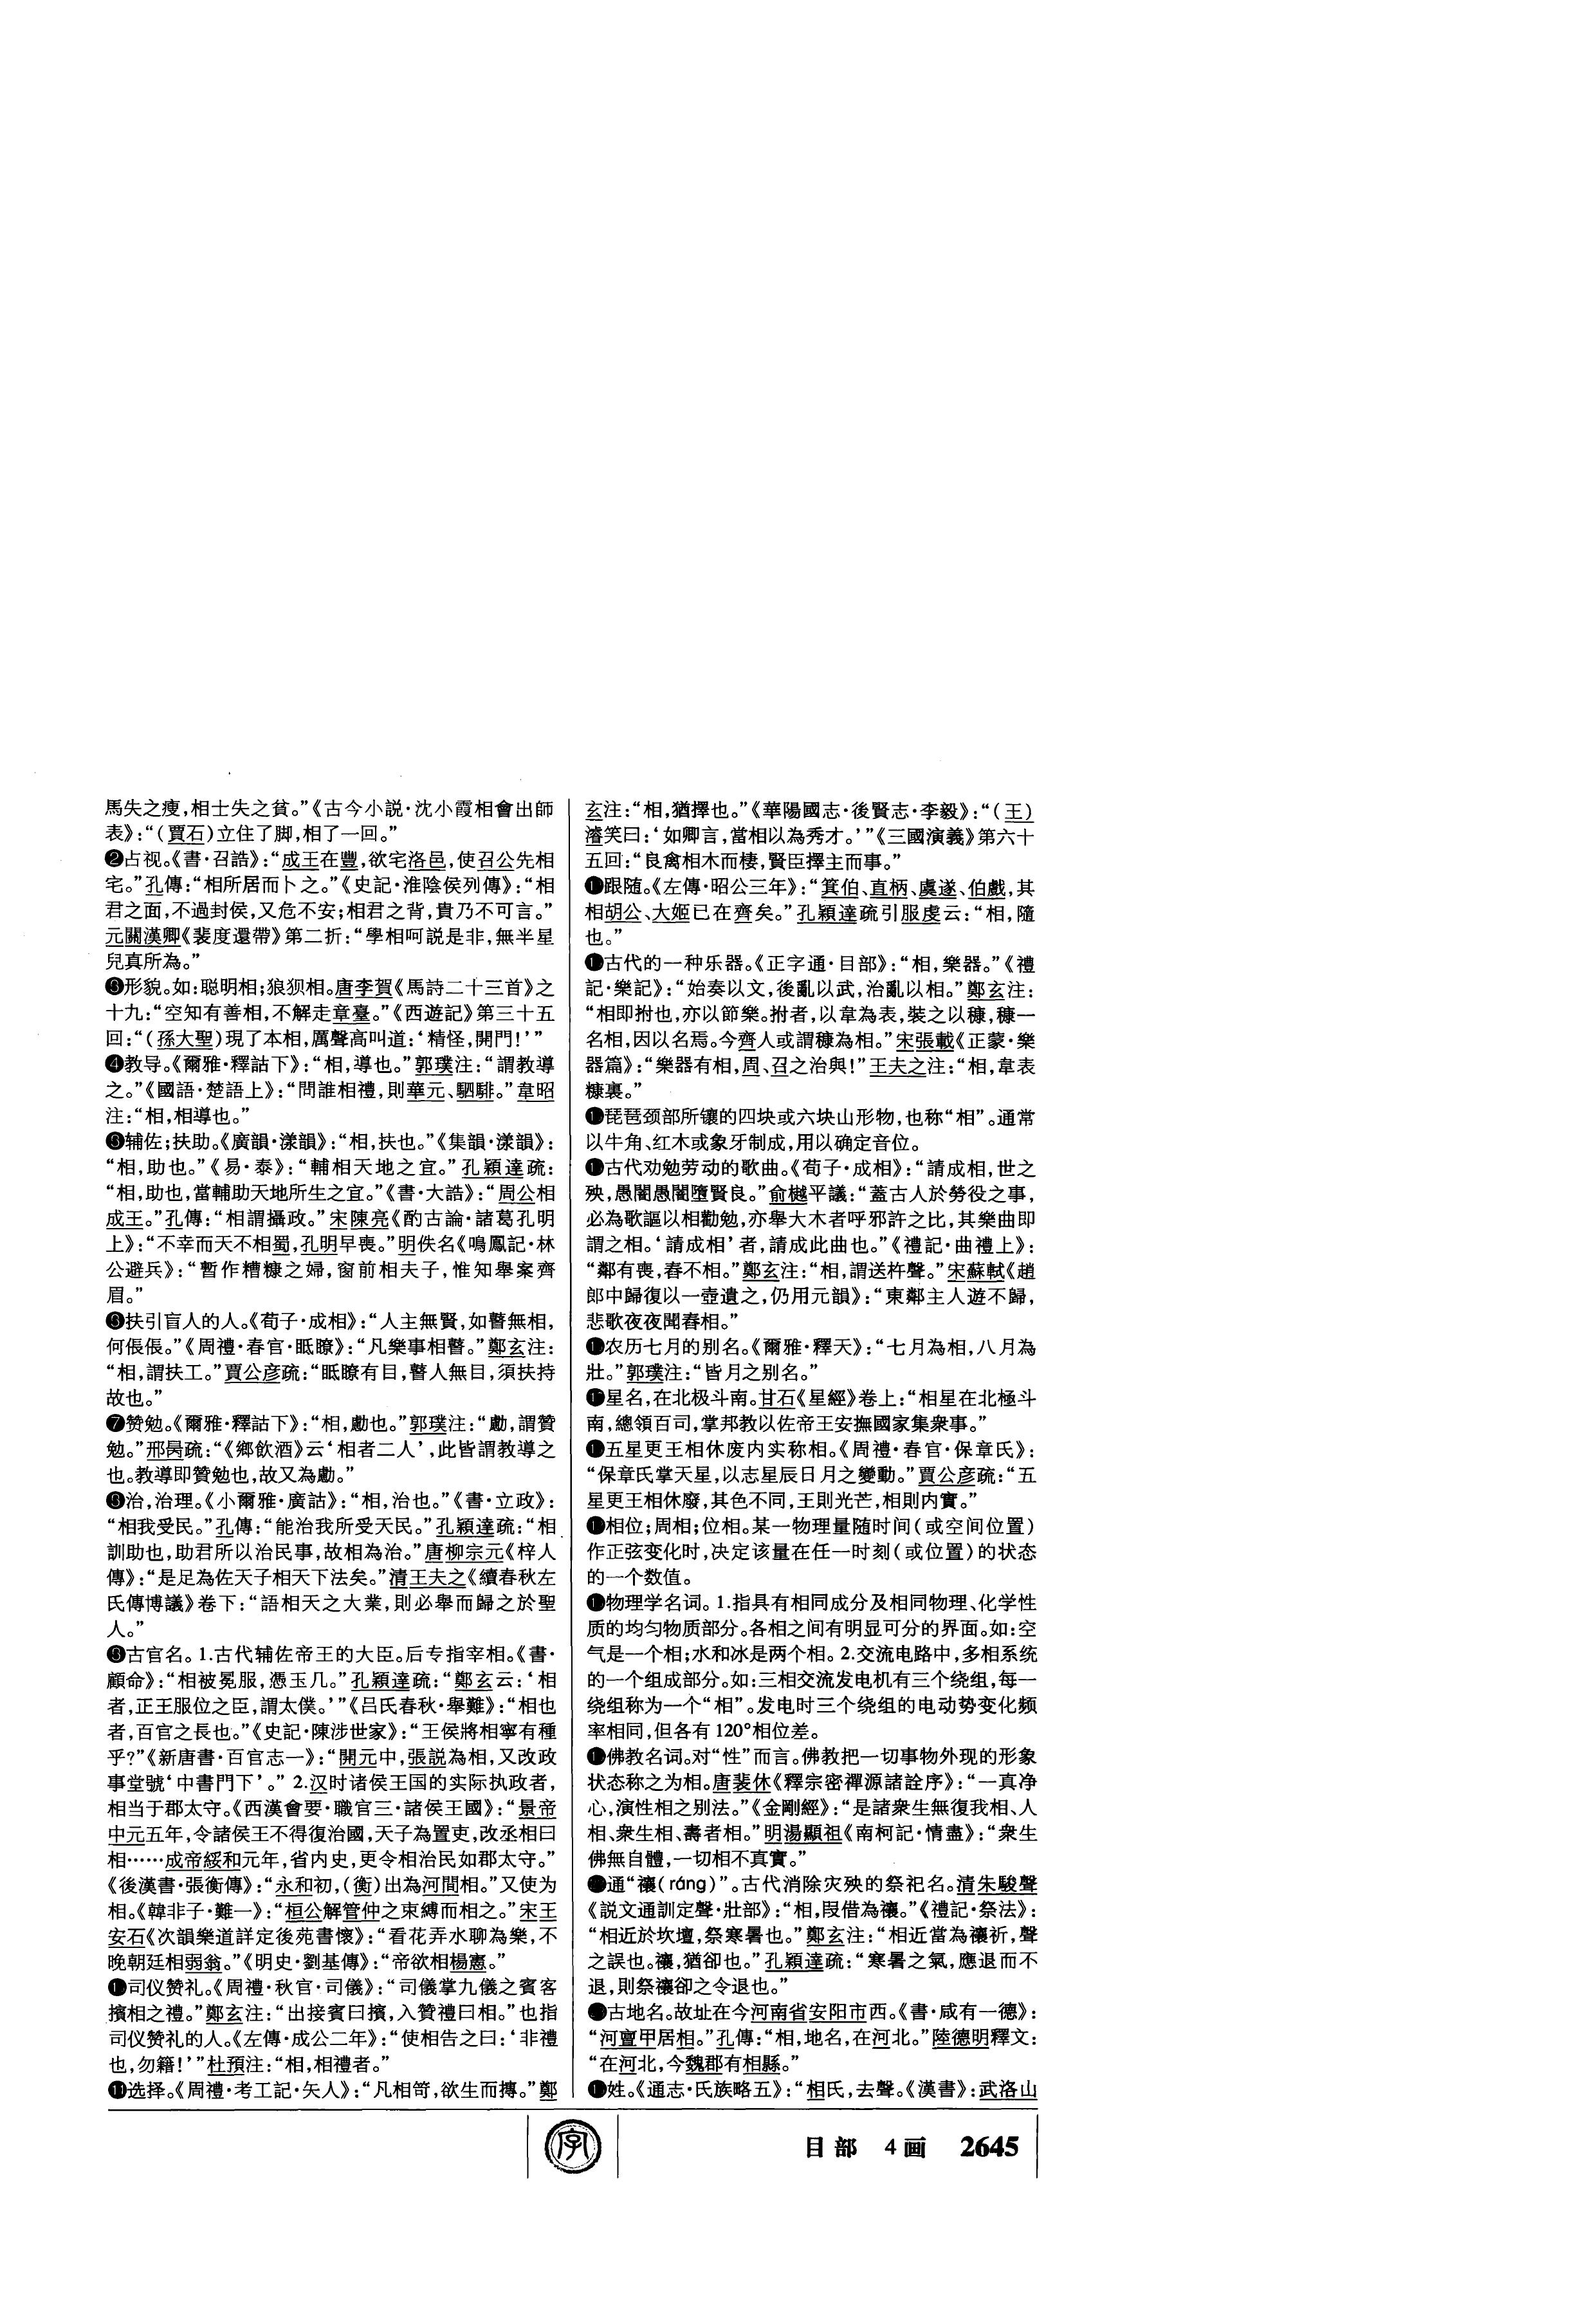 馬失之瘦,相士失之貧。”《古今小説·沈小霞相會出師
表》:“(賈石)立住了脚,相了一回。”
❷占视。《書·召誥》:“成王在豐,欲宅洛邑,使召公先相
宅。”孔傳:“相所居而卜之。”《史記·淮陰侯列傳》:“相
君之面,不過封侯,又危不安;相君之背,貴乃不可言。”
元關漢卿《裴度還帶》第二折:“學相呵説是非,無半星
兒真所為。”
❸形貌。如:聪明相;狼狈相。唐李賀《馬詩二十三首》之
十九:“空知有善相,不解走章臺。”《西遊記》第三十五
回:“(孫大聖)現了本相,厲聲高叫道:‘精怪,開門!’”
❹教导。《爾雅·釋詁下》:“相,導也。”郭璞注:“謂教導
之。”《國語·楚語上》:“問誰相禮,則華元、駟騑。”韋昭
注:“相,相導也。”
❺辅佐;扶助。《廣韻·漾韻》:“相,扶也。”《集韻·漾韻》:
“相,助也。”《易·泰》:“輔相天地之宜。”孔穎達疏:
“相,助也,當輔助天地所生之宜。”《書·大誥》:“周公相
成王。”孔傳:“相謂攝政。”宋陳亮《酌古論·諸葛孔明
上》:“不幸而天不相蜀,孔明早喪。”明佚名《鳴鳳記·林
公避兵》:“暫作糟糠之婦,窗前相夫子,惟知舉案齊
眉。”
❻扶引盲人的人。《荀子·成相》:“人主無賢,如瞽無相,
何倀倀。”《周禮·春官·眡瞭》:“凡樂事相瞽。”鄭玄注:
“相,謂扶工。”賈公彦疏:“眡瞭有目,瞽人無目,須扶持
故也。”
❼赞勉。《爾雅·釋詁下》:“相,勴也。”郭璞注:“勴,謂贊
勉。”邢昺疏:“《鄉飲酒》云‘相者二人’,此皆謂教導之
也。教導即贊勉也,故又為勴。”
❽治,治理。《小爾雅·廣詁》:“相,治也。”《書·立政》:
“相我受民。”孔傳:“能治我所受天民。”孔穎達疏:“相
訓助也,助君所以治民事,故相為治。”唐柳宗元《梓人
傳》:“是足為佐天子相天下法矣。”清王夫之《續春秋左
氏傳博議》卷下:“語相天之大業,則必舉而歸之於聖
人。”
❾古官名。1.古代辅佐帝王的大臣。后专指宰相。《書·
顧命》:“相被冕服,憑玉几。”孔穎達疏:“鄭玄云:‘相
者,正王服位之臣,謂太僕。’”《吕氏春秋·舉難》:“相也
者,百官之長也。”《史記·陳涉世家》:“王侯將相寧有種
乎?”《新唐書·百官志一》:“開元中,張説為相,又改政
事堂號‘中書門下’。” 2.汉时诸侯王国的实际执政者,
相当于郡太守。《西漢會要·職官三·諸侯王國》:“景帝
中元五年,令諸侯王不得復治國,天子為置吏,改丞相曰
相……成帝綏和元年,省内史,更令相治民如郡太守。”
《後漢書·張衡傳》:“永和初,(衡)出為河間相。”又使为
相。《韓非子·難一》:“桓公解管仲之束縛而相之。”宋王
安石《次韻樂道詳定後苑書懷》:“看花弄水聊為樂,不
晚朝廷相弱翁。”《明史·劉基傳》:“帝欲相楊憲。”
司仪赞礼。《周禮·秋官·司儀》:“司儀掌九儀之賓客
擯相之禮。”鄭玄注:“出接賓曰擯,入贊禮曰相。”也指
司仪赞礼的人。《左傳·成公二年》:“使相告之曰:‘非禮
也,勿籍!’”杜預注:“相,相禮者。”
⓫选择。《周禮·考工記·矢人》:“凡相笴,欲生而摶。”鄭
玄注:“相,猶擇也。”《華陽國志·後賢志·李毅》:“(王)
濬笑曰:‘如卿言,當相以為秀才。’”《三國演義》第六十
五回:“良禽相木而棲,賢臣擇主而事。”
跟随。《左傳·昭公三年》:“箕伯、直柄、虞遂、伯戲,其
相胡公、大姬已在齊矣。”孔穎達疏引服虔云:“相,隨
也。”
古代的一种乐器。《正字通·目部》:“相,樂器。”《禮
記·樂記》:“始奏以文,後亂以武,治亂以相。”鄭玄注:
“相即拊也,亦以節樂。拊者,以韋為表,裝之以糠,糠一
名相,因以名焉。今齊人或謂糠為相。”宋張載《正蒙·樂
器篇》:“樂器有相,周、召之治與!”王夫之注:“相,韋表
糠裏。”
琵琶颈部所镶的四块或六块山形物,也称“相”。通常
以牛角、红木或象牙制成,用以确定音位。
古代劝勉劳动的歌曲。《荀子·成相》:“請成相,世之
殃,愚闇愚闇墮賢良。”俞樾平議:“蓋古人於勞役之事,
必為歌謳以相勸勉,亦舉大木者呼邪許之比,其樂曲即
謂之相。‘請成相’者,請成此曲也。”《禮記·曲禮上》:
“鄰有喪,舂不相。”鄭玄注:“相,謂送杵聲。”宋蘇軾《趙
郎中歸復以一壺遺之,仍用元韻》:“東鄰主人遊不歸,
悲歌夜夜聞舂相。”
农历七月的别名。《爾雅·釋天》:“七月為相,八月為
壯。”郭璞注:“皆月之别名。”
星名,在北极斗南。甘石《星經》卷上:“相星在北極斗
南,總領百司,掌邦教以佐帝王安撫國家集衆事。”
五星更王相休废内实称相。《周禮·春官·保章氏》:
“保章氏掌天星,以志星辰日月之變動。”賈公彦疏:“五
星更王相休廢,其色不同,王則光芒,相則内實。”
相位;周相;位相。某一物理量随时间(或空间位置)
作正弦变化时,决定该量在任一时刻(或位置)的状态
的一个数值。
物理学名词。1.指具有相同成分及相同物理、化学性
质的均匀物质部分。各相之间有明显可分的界面。如:空
气是一个相;水和冰是两个相。2.交流电路中,多相系统
的一个组成部分。如:三相交流发电机有三个绕组,每一
绕组称为一个“相”。发电时三个绕组的电动势变化频
率相同,但各有120°相位差。
佛教名词。对“性”而言。佛教把一切事物外现的形象
状态称之为相。唐裴休《釋宗密禪源諸詮序》:“一真净
心,演性相之别法。”《金剛經》:“是諸衆生無復我相、人
相、衆生相、壽者相。”明湯顯祖《南柯記·情盡》:“衆生
佛無自體,一切相不真實。”
通“禳(ráng)”。古代消除灾殃的祭祀名。清朱駿聲
《説文通訓定聲·壯部》:“相,叚借為禳。”《禮記·祭法》:
“相近於坎壇,祭寒暑也。”鄭玄注:“相近當為禳祈,聲
之誤也。禳,猶卻也。”孔穎達疏:“寒暑之氣,應退而不
退,則祭禳卻之令退也。”
古地名。故址在今河南省安阳市西。《書·咸有一德》:
“河亶甲居相。”孔傳:“相,地名,在河北。”陸德明釋文:
“在河北,今魏郡有相縣。”
姓。《通志·氏族略五》:“相氏,去聲。《漢書》:武洛山
字
目部 4画 2645